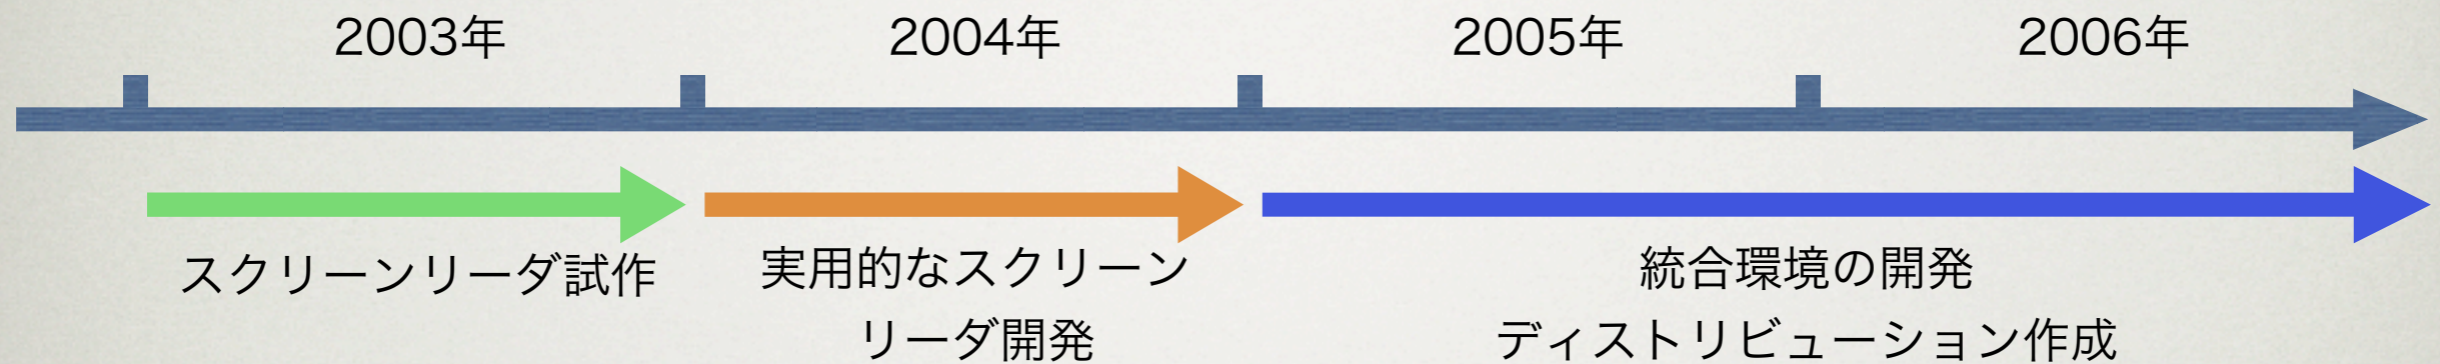 2003年
2004年
2005年
2006年
スクリーンリーダ試作
実用的なスクリーン
リーダ開発
統合環境の開発
ディストリビューション作成